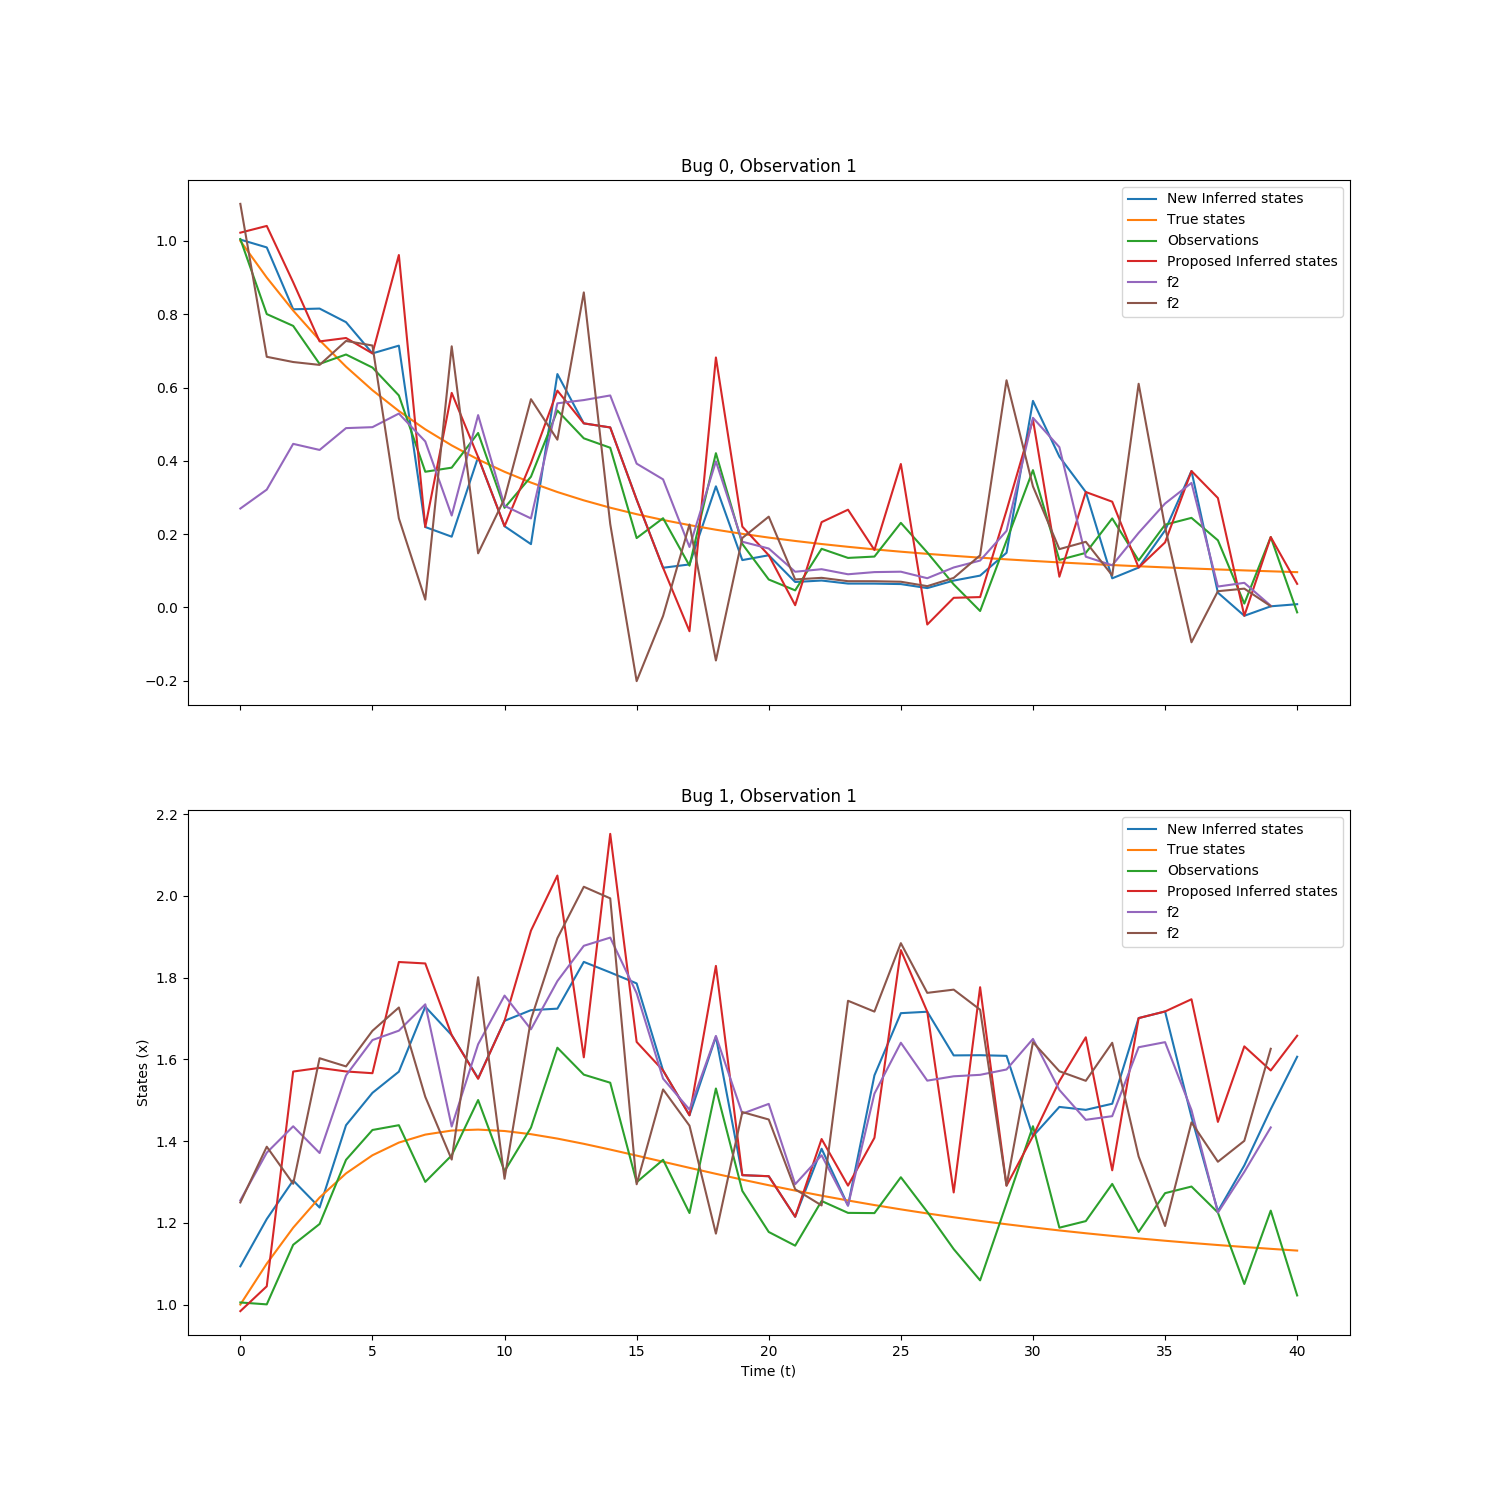 Bug 0, Observation 1
1.0
0.8
0.6
0.4
0.2
0.0
−0.2
New Inferred states
True states
Observations
Proposed Inferred states
f2
f2
Bug 1, Observation 1
2.2
2.0
1.8
1.6
1.4
1.2
1.0
States (x)
New Inferred states
True states
Observations
Proposed Inferred states
f2
f2
0 5 10 15 20 25 30 35 40
Time (t)